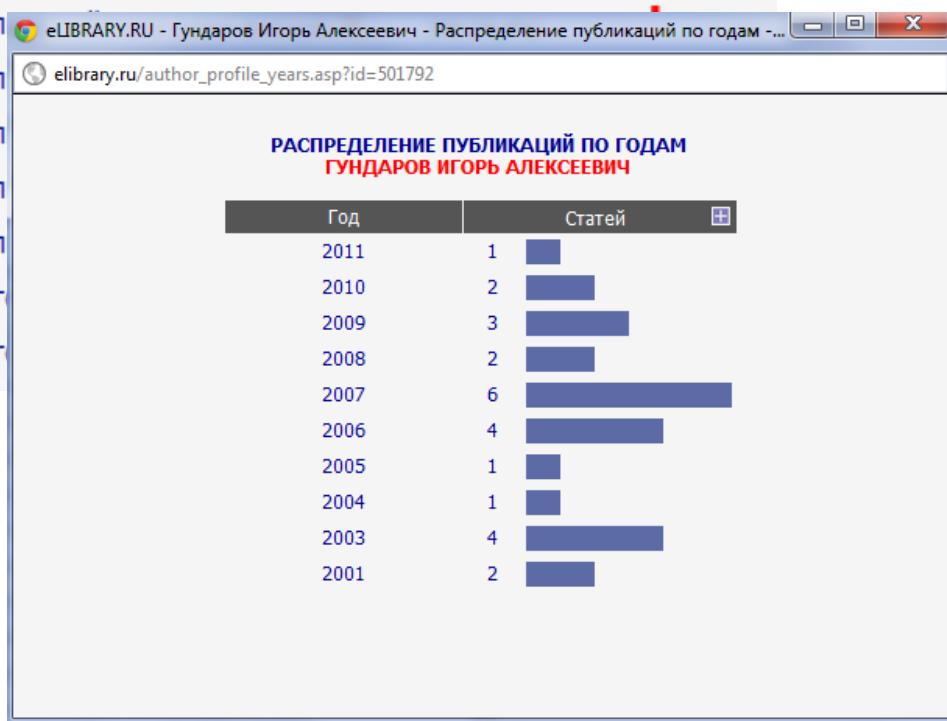 eLIBRARY.RU - Гундаров Игорь Алексеевич - Распределение публикаций по годам -...
elibrary.ru/author_profile_years.asp?id=501792
РАСПРЕДЕЛЕНИЕ ПУБЛИКАЦИЙ ПО ГОДАМ
ГУНДАРОВ ИГОРЬ АЛЕКСЕЕВИЧ
Год Статей
2011 1
2010 2
2009 3
2008 2
2007 6
2006 4
2005 1
2004 1
2003 4
2001 2